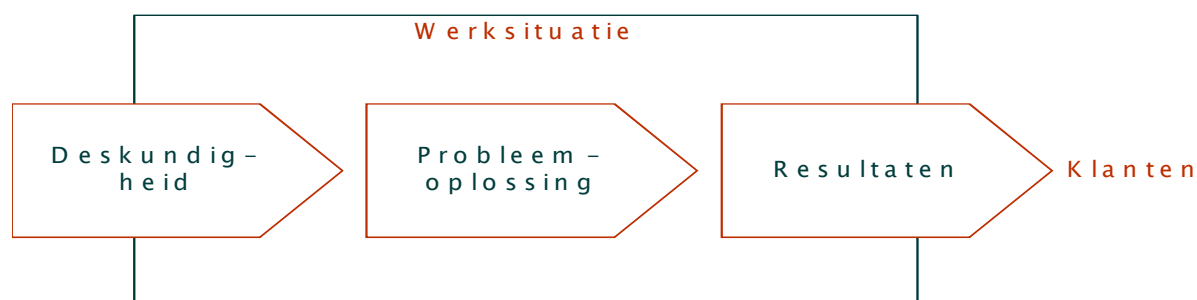 Werksituatie
Deskundig–
heid
Probleem–
oplossing
Resultaten
Klanten